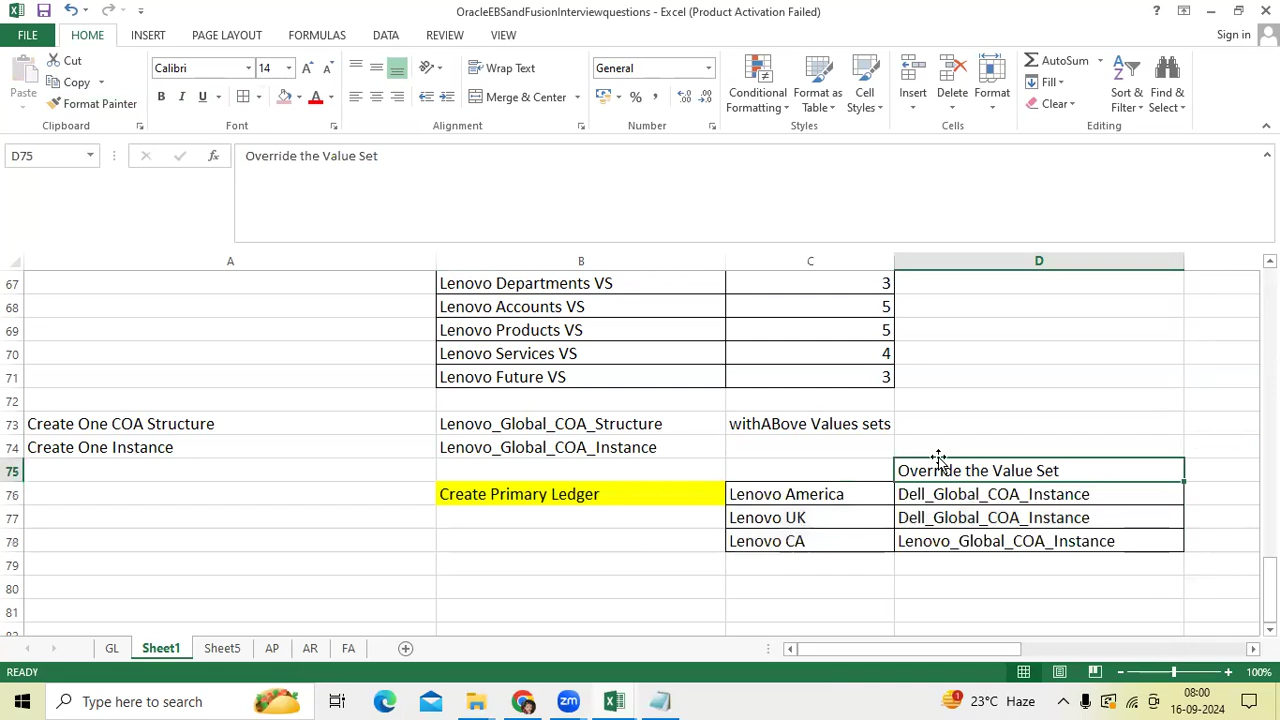 OracleEBSandFusionInterviewquestions - Excel (Product Activation Failed)
FILE HOME INSERT PAGE LAYOUT FORMULAS DATA REVIEW VIEW Sign in
Paste Cut Copy Format Painter Clipboard
Calibri 14 B I U A Font
Wrap Text Merge & Center Alignment
General % , Number
Conditional Formatting Format as Table Cell Styles Styles
Insert Delete Format Cells
AutoSum Fill Clear Sort & Filter Find & Select Editing
D75 fx Override the Value Set
A B C D
67 Lenovo Departments VS 3
68 Lenovo Accounts VS 5
69 Lenovo Products VS 5
70 Lenovo Services VS 4
71 Lenovo Future VS 3
72
73 Create One COA Structure Lenovo_Global_COA_Structure withABove Values sets
74 Create One Instance Lenovo_Global_COA_Instance
75 Override the Value Set
76 Create Primary Ledger Lenovo America Dell_Global_COA_Instance
77 Lenovo UK Dell_Global_COA_Instance
78 Lenovo CA Lenovo_Global_COA_Instance
79
80
81
GL Sheet1 Sheet5 AP AR FA
READY 100%
Type here to search 23°C Haze 08:00
16-09-2024